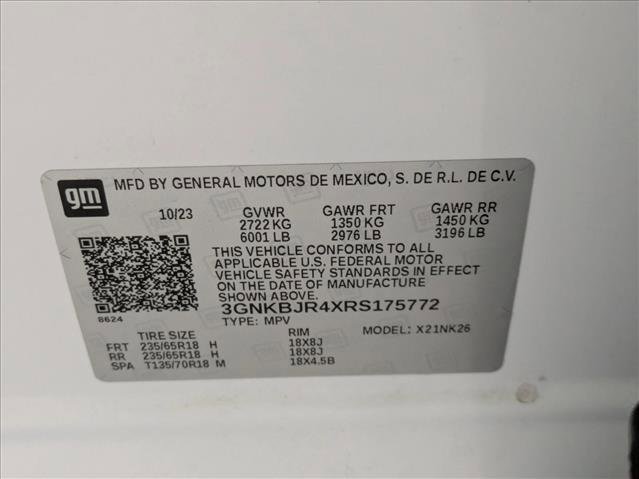 gm
MFD BY GENERAL MOTORS DE MEXICO, S. DE R.L. DE C.V.
10/23 GVWR GAWR FRT GAWR RR
2722 KG 1350 KG 1450 KG
6001 LB 2976 LB 3196 LB
THIS VEHICLE CONFORMS TO ALL
APPLICABLE U.S. FEDERAL MOTOR
VEHICLE SAFETY STANDARDS IN EFFECT
ON THE DATE OF MANUFACTURE
SHOWN ABOVE.
3GNKBJR4XRS175772
8624
TYPE: MPV MODEL: X21NK26
TIRE SIZE RIM
FRT 235/65R18 H 18X8J
RR 235/65R18 H 18X8J
SPA T135/70R18 M 18X4.5B